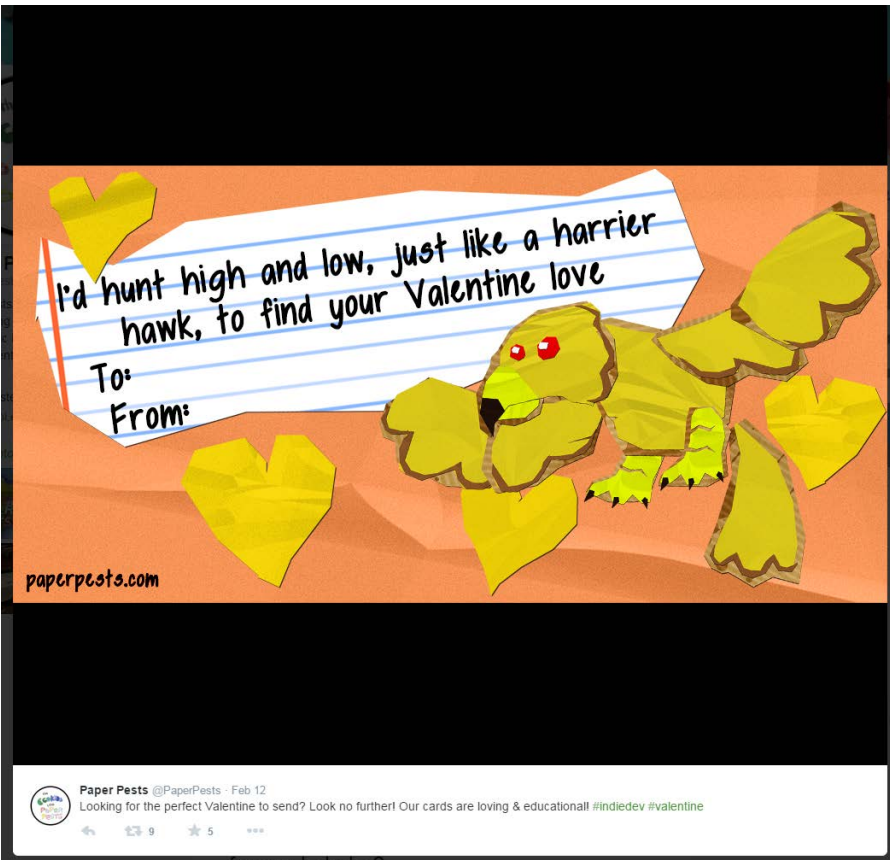 I'd hunt high and low, just like a harrier
hawk, to find your Valentine love
To:
From:
paperpests.com
Paper Pests @PaperPests · Feb 12
Looking for the perfect Valentine to send? Look no further! Our cards are loving & educational! #indiedev #valentine
9 5